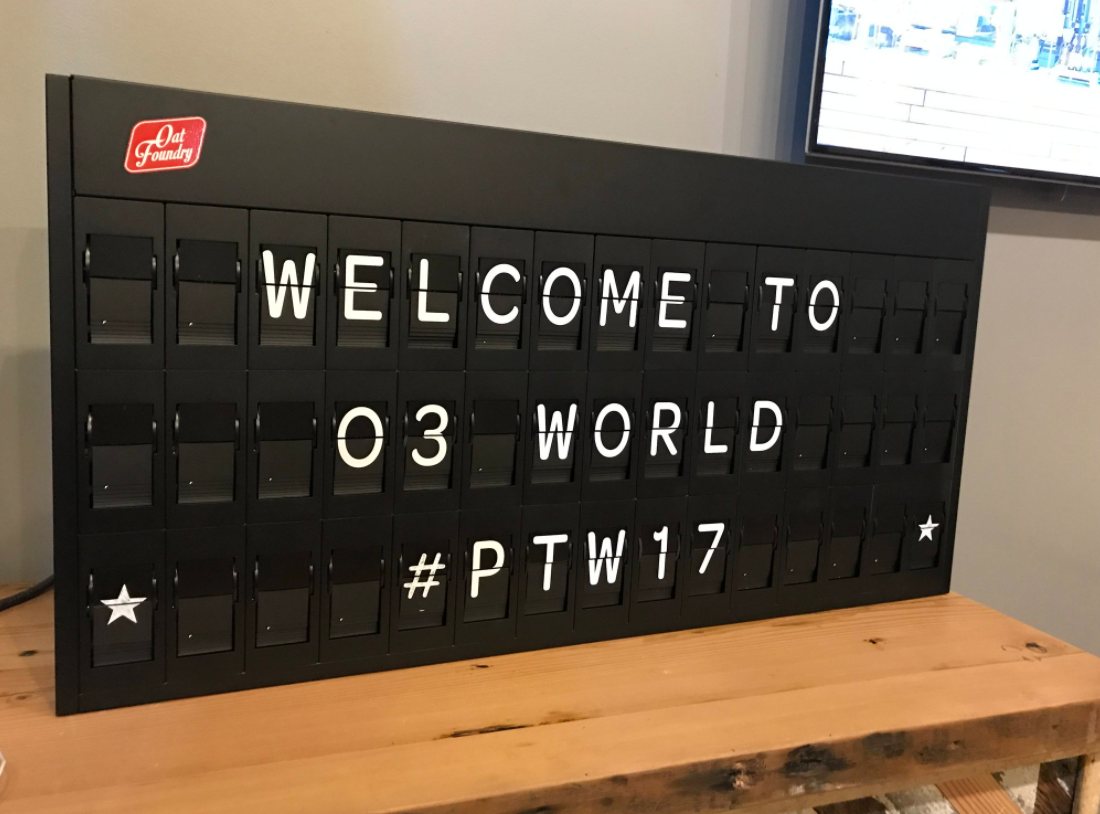 Oat
Foundry
WELCOME TO
O3 WORLD
#PTW17